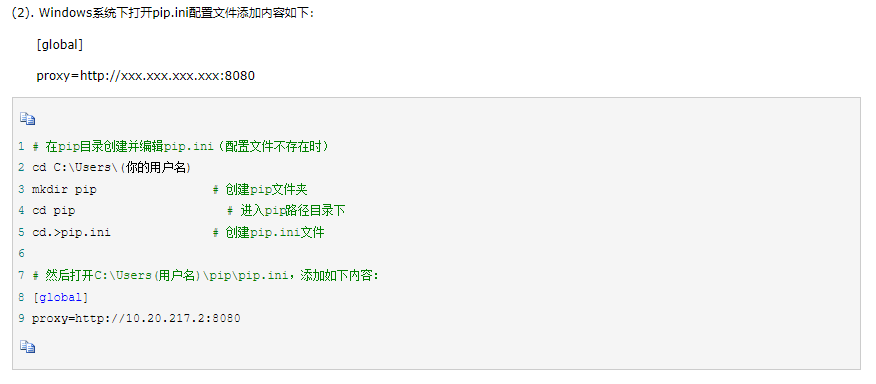 (2). Windows系统下打开pip.ini配置文件添加内容如下:
[global]
proxy=http://xxx.xxx.xxx.xxx:8080
1 # 在pip目录创建并编辑pip.ini（配置文件不存在时）
2 cd C:\Users\(你的用户名)
3 mkdir pip # 创建pip文件夹
4 cd pip # 进入pip路径目录下
5 cd.>pip.ini # 创建pip.ini文件
6
7 # 然后打开C:\Users(用户名)\pip\pip.ini，添加如下内容:
8 [global]
9 proxy=http://10.20.217.2:8080